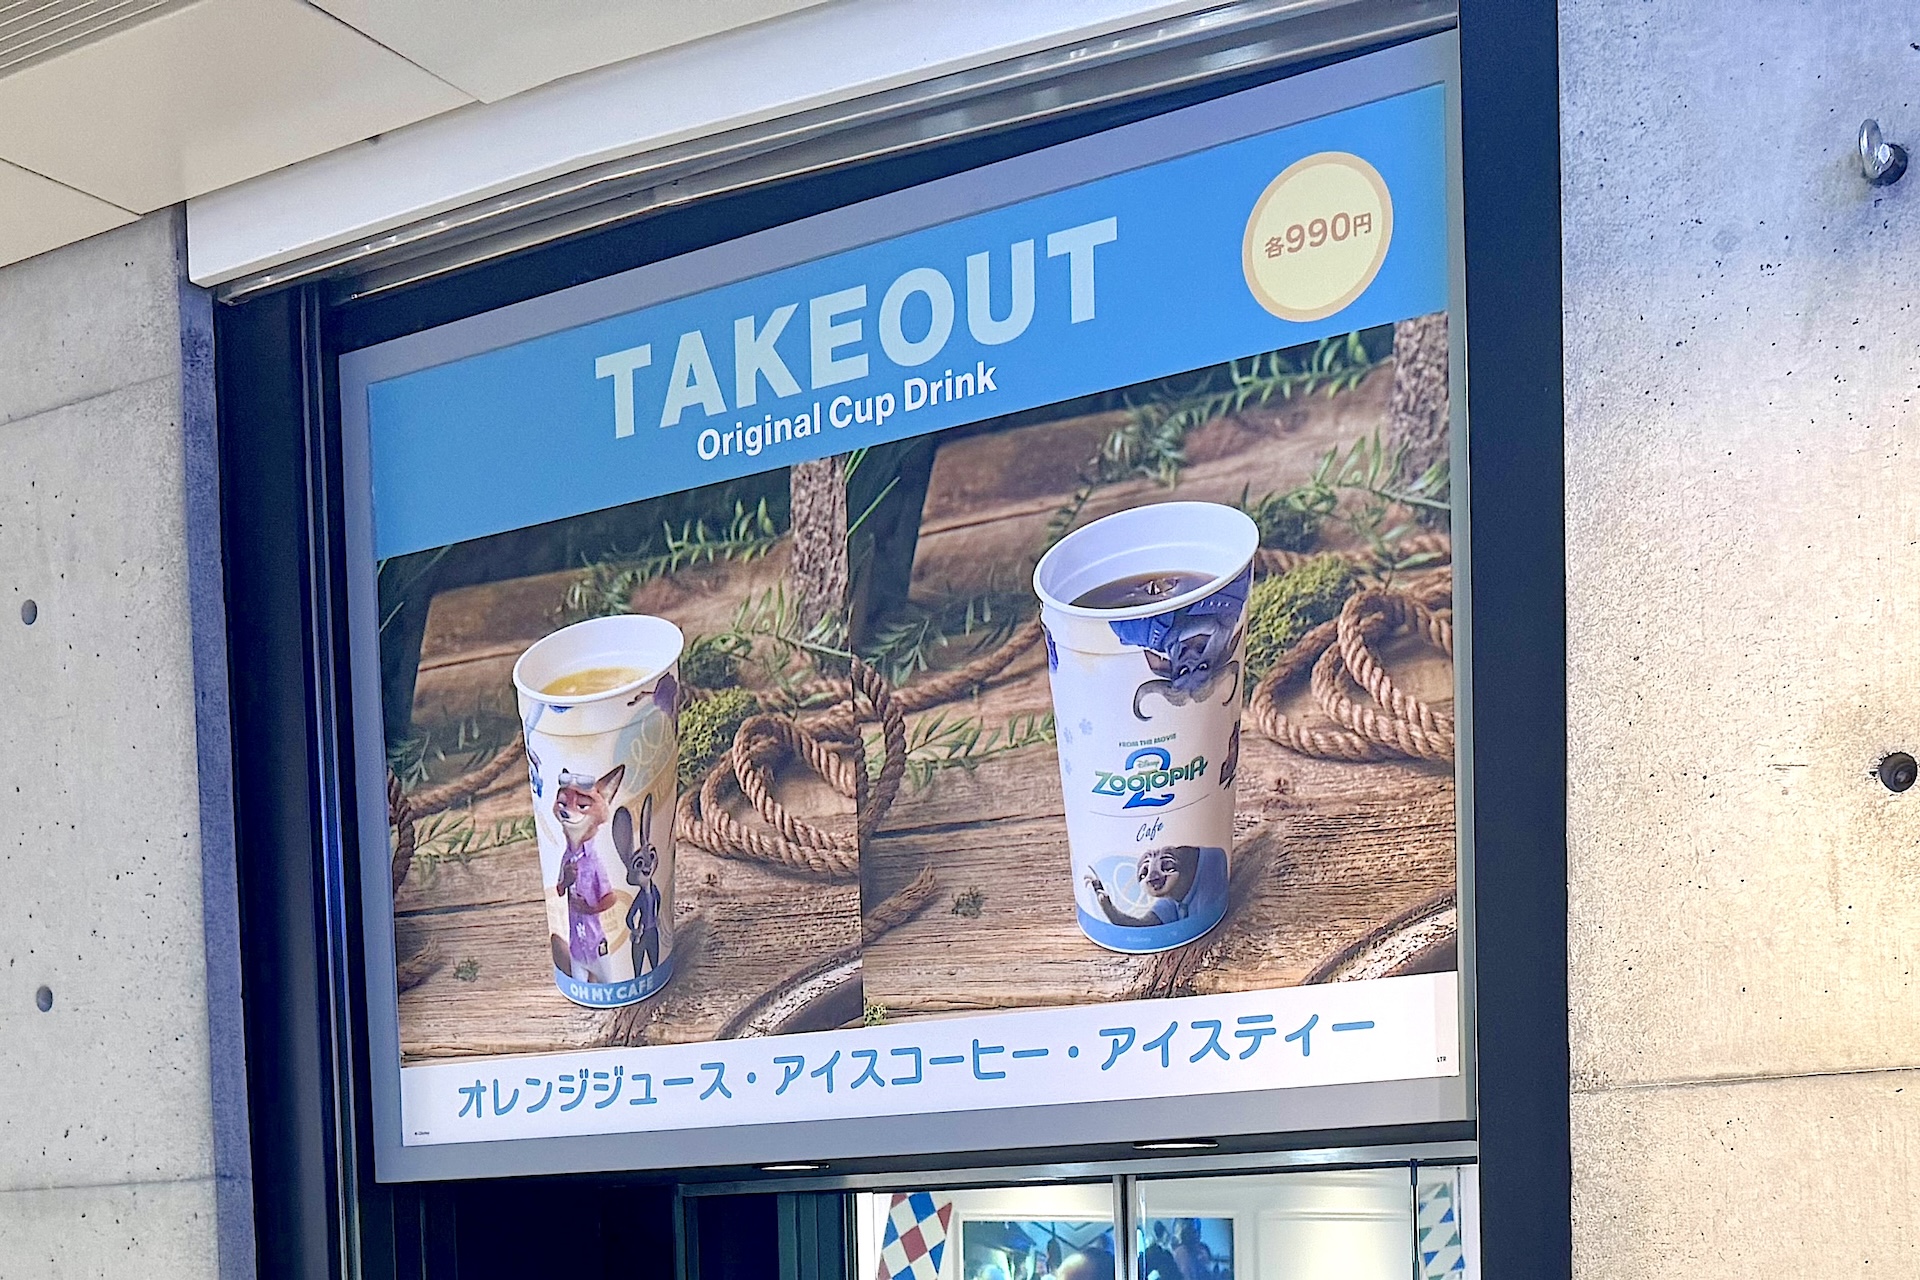 TAKEOUT
Original Cup Drink
各990円
FROM THE MOVIE
Disney
ZOOTOPIA
2
Cafe
OH MY CAFE
オレンジジュース・アイスコーヒー・アイスティー